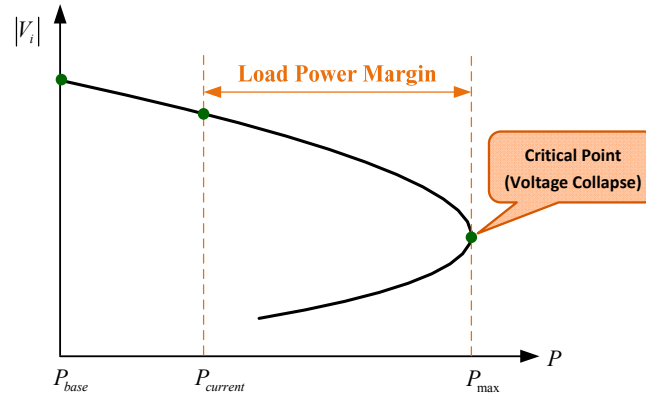 |V_i|
Load Power Margin
Critical Point
(Voltage Collapse)
P
P_base
P_current
P_max